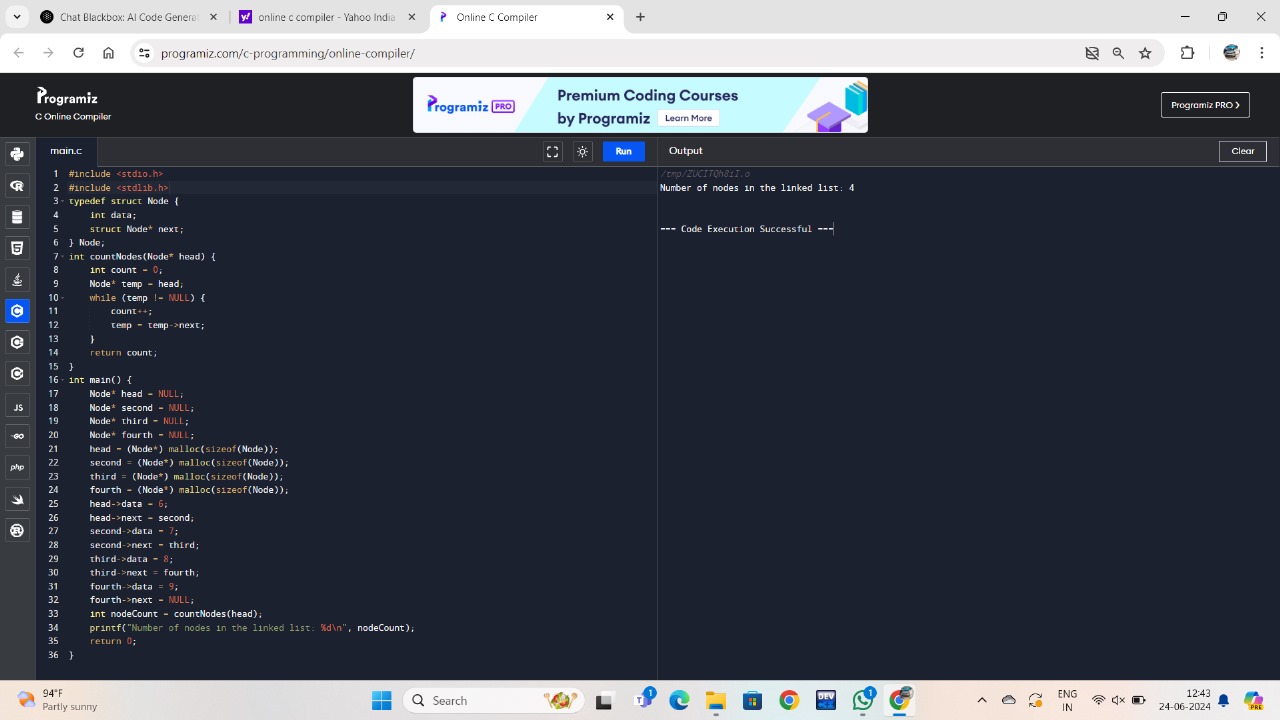 Chat Blackbox: AI Code Generat
online c compiler - Yahoo India
Online C Compiler
programiz.com/c-programming/online-compiler/
Programiz
C Online Compiler
Programiz PRO
Premium Coding Courses
by Programiz
Learn More
Programiz PRO >
main.c
Run
Output
Clear
1 #include <stdio.h>
2 #include <stdlib.h>
3 typedef struct Node {
4 int data;
5 struct Node* next;
6 } Node;
7 int countNodes(Node* head) {
8 int count = 0;
9 Node* temp = head;
10 while (temp != NULL) {
11 count++;
12 temp = temp->next;
13 }
14 return count;
15 }
16 int main() {
17 Node* head = NULL;
18 Node* second = NULL;
19 Node* third = NULL;
20 Node* fourth = NULL;
21 head = (Node*) malloc(sizeof(Node));
22 second = (Node*) malloc(sizeof(Node));
23 third = (Node*) malloc(sizeof(Node));
24 fourth = (Node*) malloc(sizeof(Node));
25 head->data = 6;
26 head->next = second;
27 second->data = 7;
28 second->next = third;
29 third->data = 8;
30 third->next = fourth;
31 fourth->data = 9;
32 fourth->next = NULL;
33 int nodeCount = countNodes(head);
34 printf("Number of nodes in the linked list: %d\n", nodeCount);
35 return 0;
36 }
/tmp/ZUCITQh8iI.o
Number of nodes in the linked list: 4
=== Code Execution Successful ===
JS
GO
php
94°F
Partly sunny
Search
1
DEV
1
ENG
IN
12:43
24-06-2024
PRE